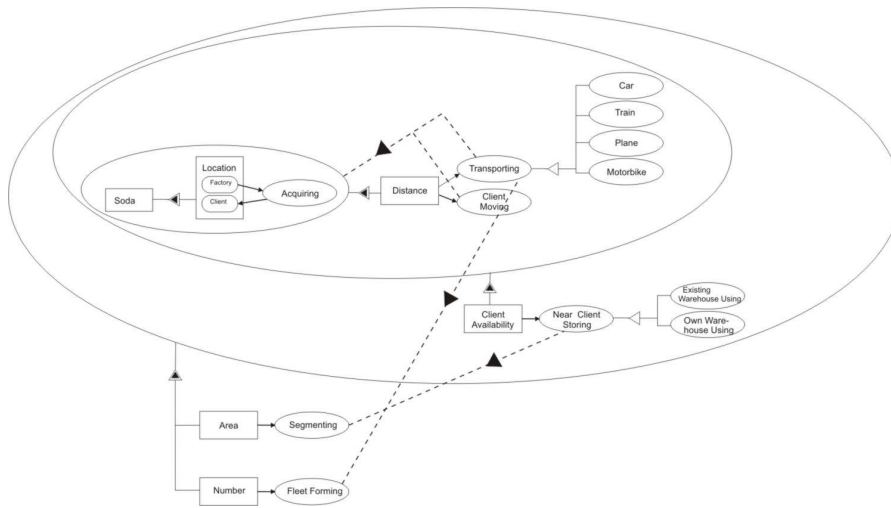 Car
Train
Plane
Motorbike
Transporting
Location
Factory
Client
Acquiring
Soda
Distance
Client
Moving
Existing
Warehouse Using
Own Ware-
house Using
Client
Availability
Near Client
Storing
Area
Segmenting
Number
Fleet Forming